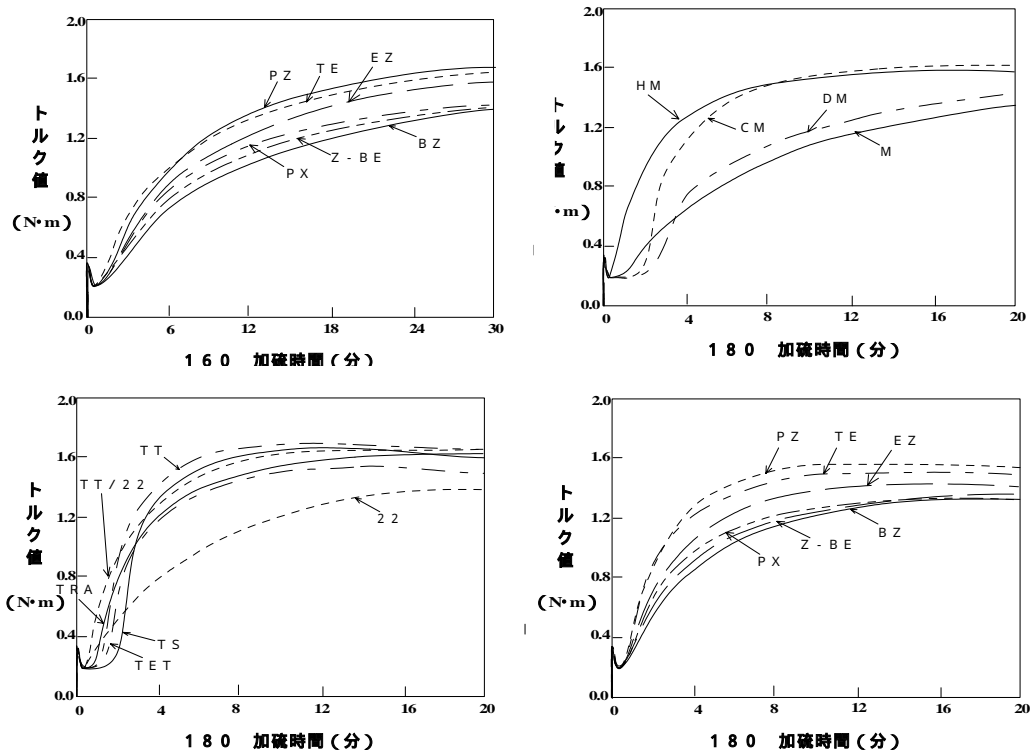 2.0
1.6
1.2
0.8
0.4
0.0
トルク値
(N・m)
PZ
TE
EZ
PX
Z-BE
BZ
0 6 12 18 24 30
160 加硫時間(分)
2.0
1.6
1.2
0.8
0.4
0.0
トルク値
・m)
HM
CM
DM
M
0 4 8 12 16 20
180 加硫時間(分)
2.0
1.6
1.2
0.8
0.4
0.0
トルク値
(N・m)
TT
TT/22
TRA
TS
TET
22
0 4 8 12 16 20
180 加硫時間(分)
2.0
1.6
1.2
0.8
0.4
0.0
トルク値
(N・m)
PZ
TE
EZ
PX
Z-BE
BZ
0 4 8 12 16 20
180 加硫時間(分)